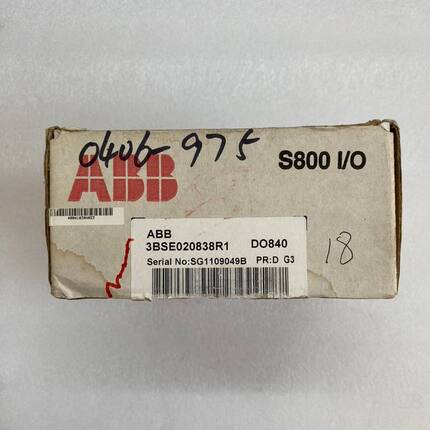 0406-975
ABB
S800 I/O
ABB
3BSE020838R1 DO840
Serial No:SG1109049B PR:D G3
18